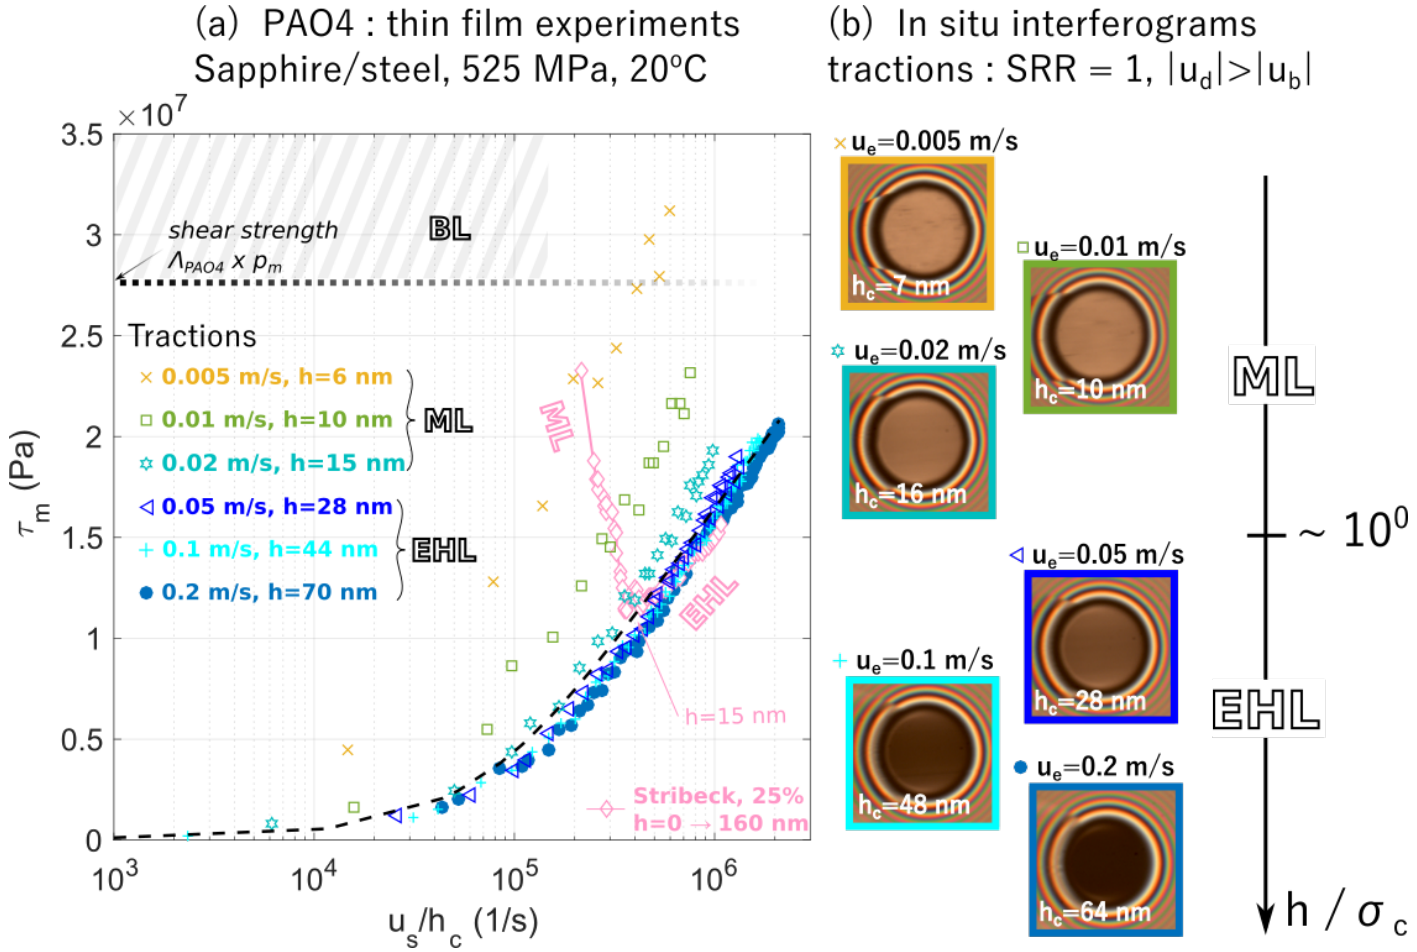 (a) PAO4 : thin film experiments
Sapphire/steel, 525 MPa, 20ºC
×10⁷
3.5
3
2.5
2
1.5
1
0.5
0
τm (Pa)
10³
10⁴
10⁵
10⁶
us/hc (1/s)
BL
shear strength
ΛPAO4 x pm
Tractions
0.005 m/s, h=6 nm
0.01 m/s, h=10 nm
0.02 m/s, h=15 nm
ML
0.05 m/s, h=28 nm
0.1 m/s, h=44 nm
0.2 m/s, h=70 nm
EHL
ML
EHL
h=15 nm
Stribeck, 25%
h=0 → 160 nm
(b) In situ interferograms
tractions : SRR = 1, |ud|>|ub|
ue=0.005 m/s
hc=7 nm
ue=0.01 m/s
hc=10 nm
ue=0.02 m/s
hc=16 nm
ue=0.05 m/s
hc=28 nm
ue=0.1 m/s
hc=48 nm
ue=0.2 m/s
hc=64 nm
ML
~ 10⁰
EHL
h / σc